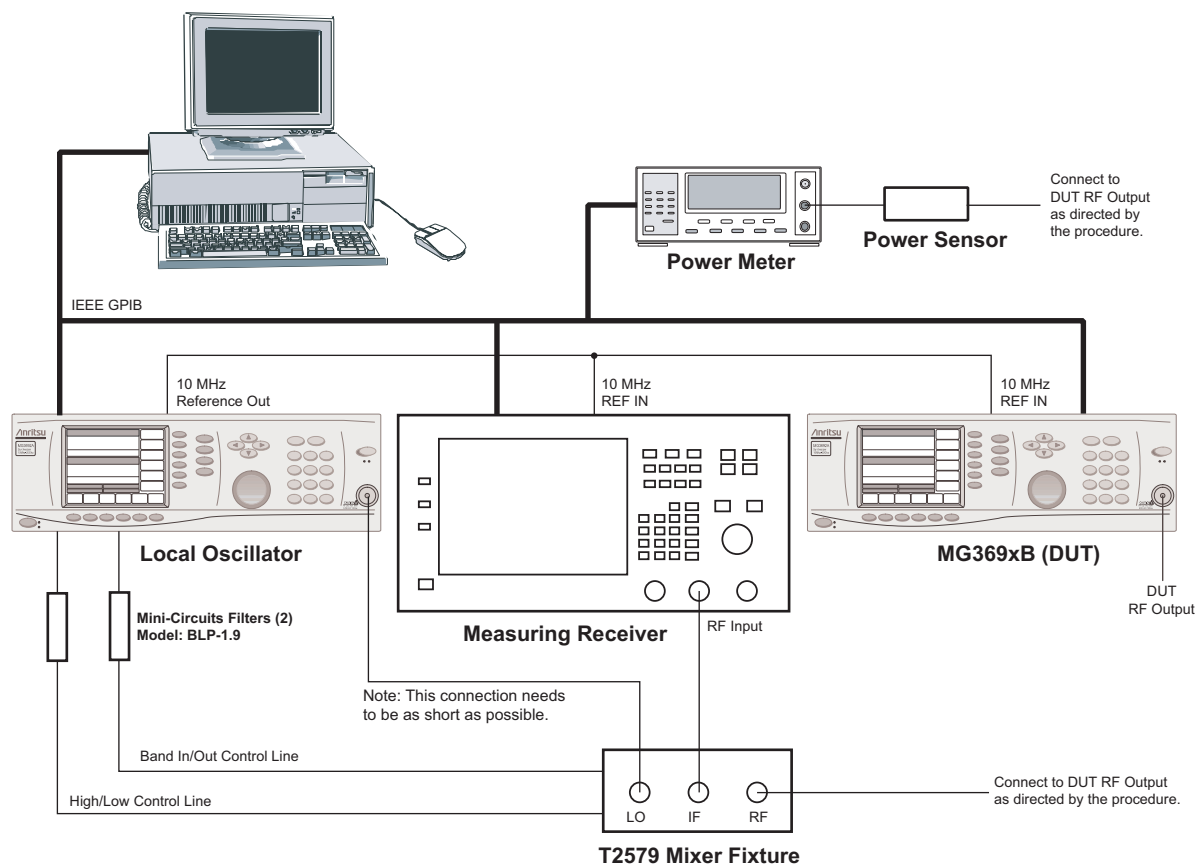 Connect to
DUT RF Output
as directed by
the procedure.
Power Sensor
Power Meter
IEEE GPIB
10 MHz
Reference Out
10 MHz
REF IN
10 MHz
REF IN
Anritsu
Anritsu
Local Oscillator
MG369xB (DUT)
DUT
RF Output
Mini-Circuits Filters (2)
Model: BLP-1.9
Measuring Receiver
RF Input
Note: This connection needs
to be as short as possible.
Band In/Out Control Line
High/Low Control Line
LO
IF
RF
Connect to DUT RF Output
as directed by the procedure.
T2579 Mixer Fixture